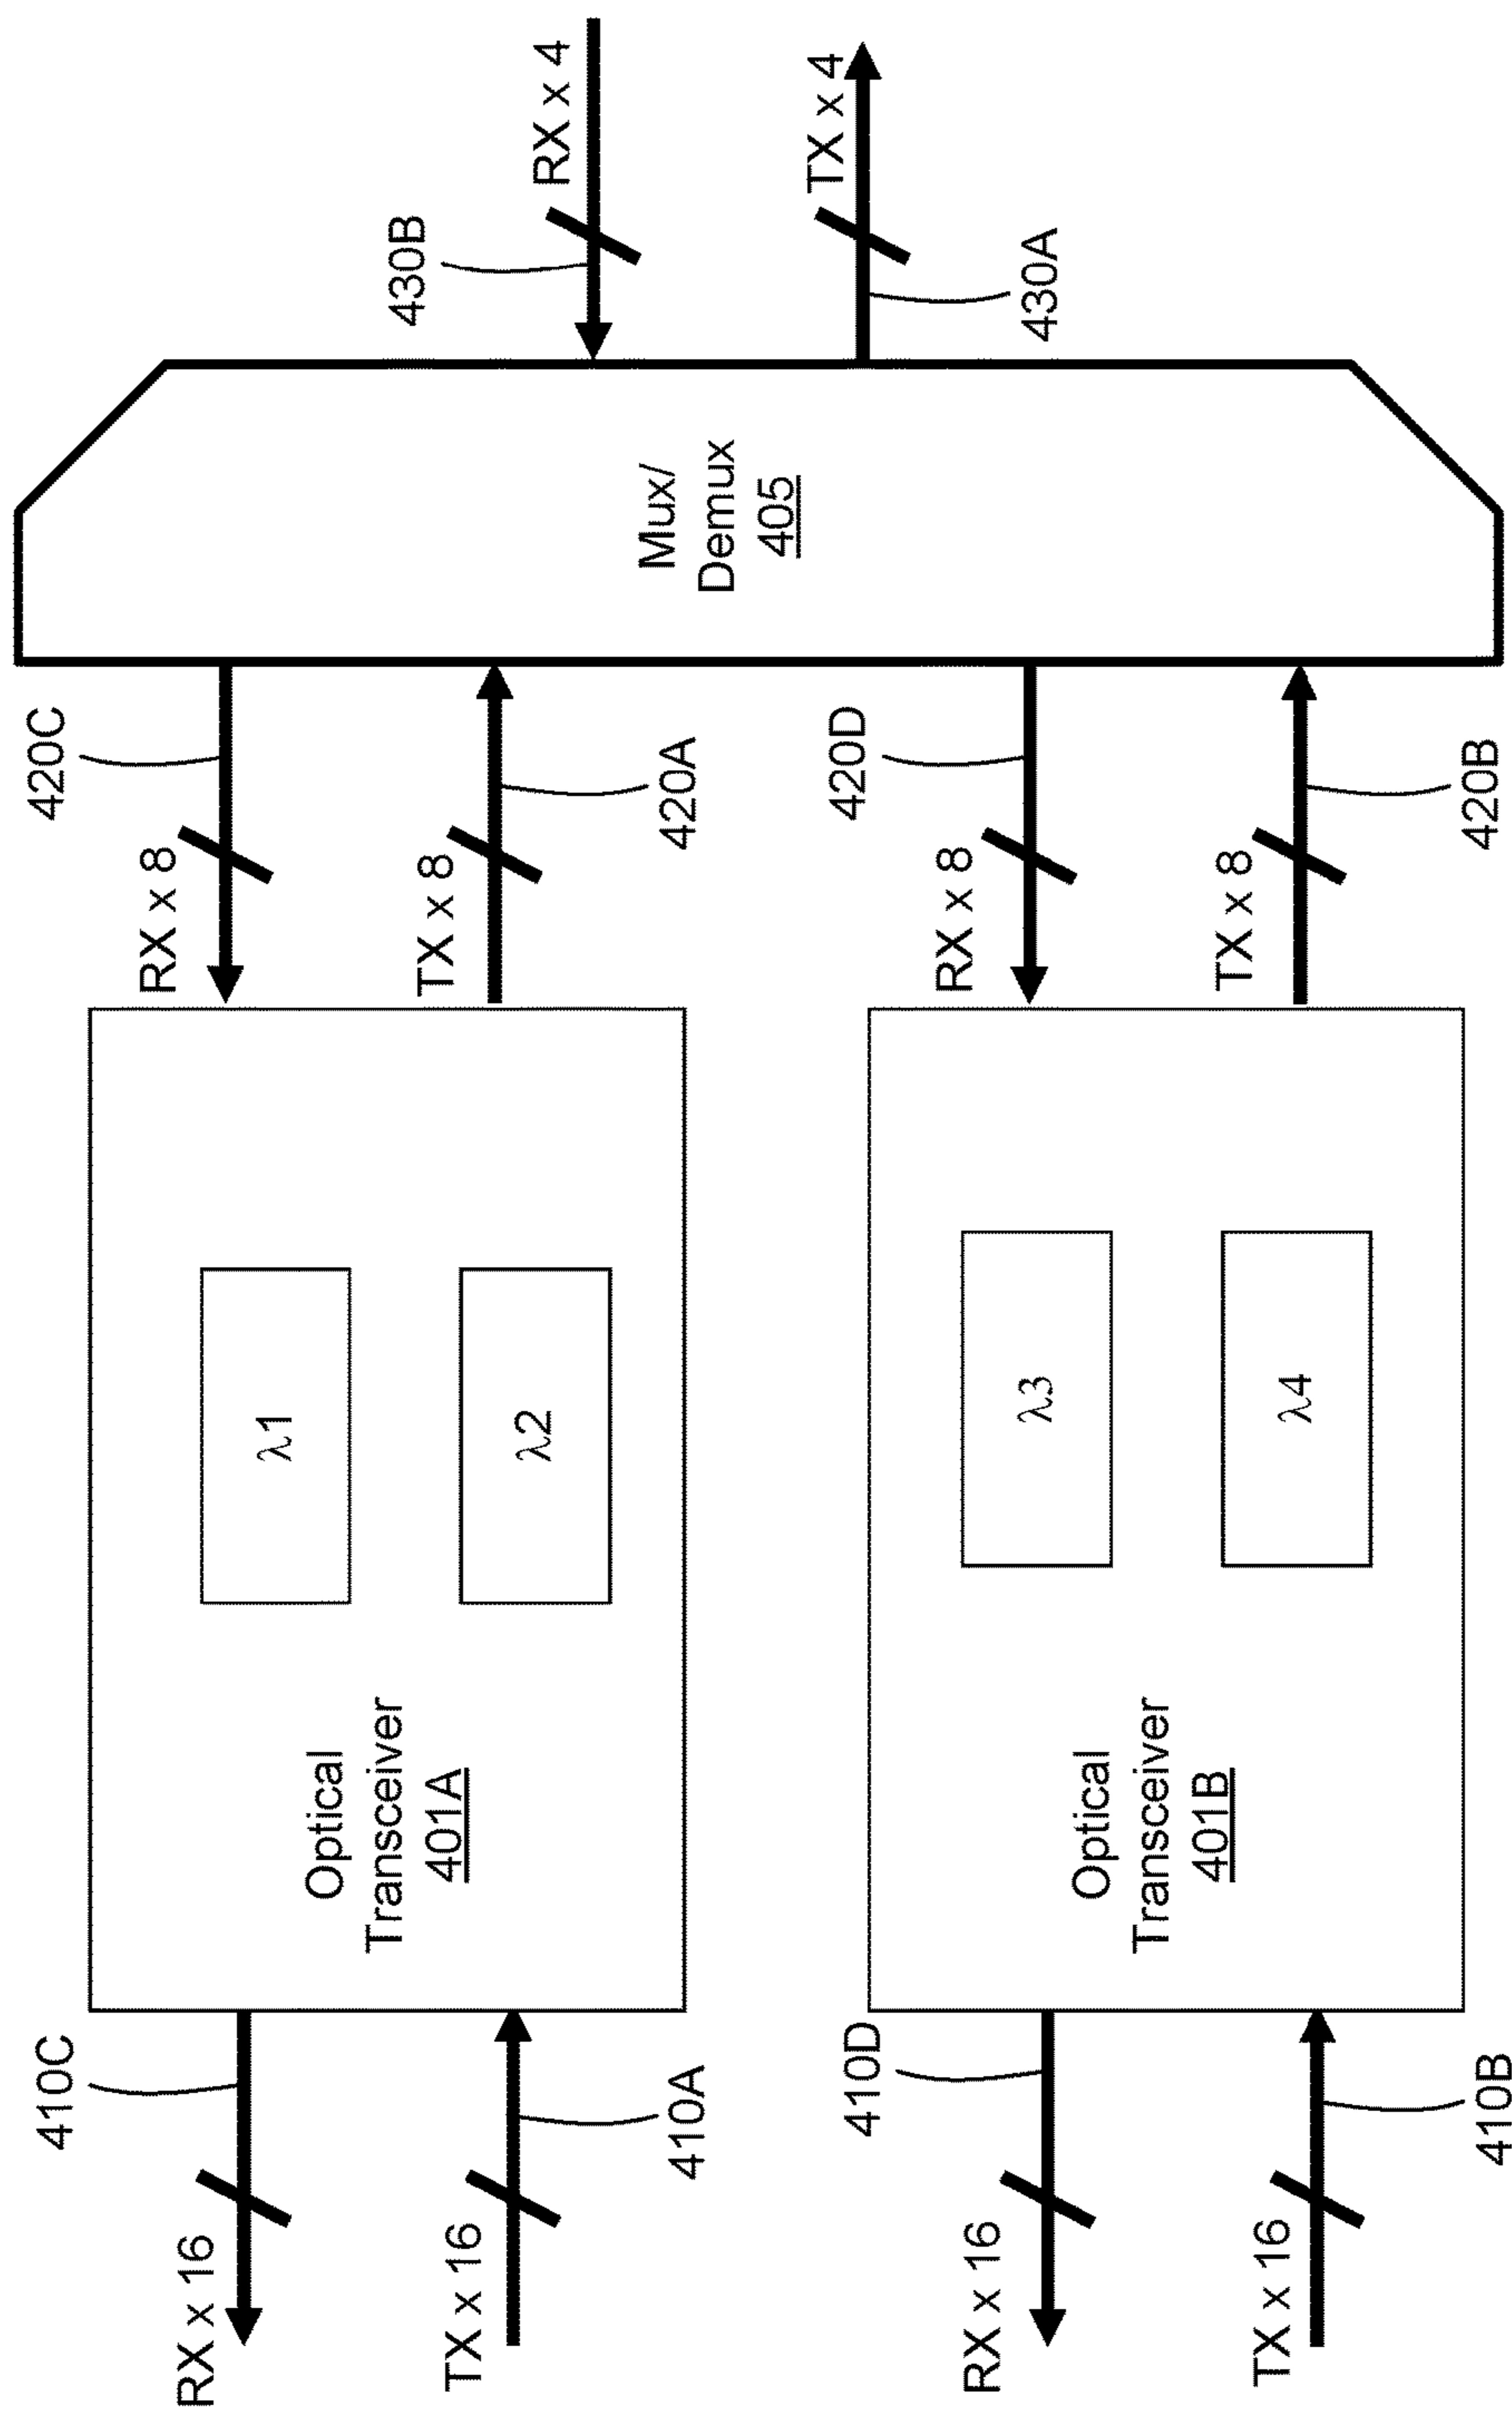 410C
RX x 16
TX x 16
410A
Optical
Transceiver
401A
λ1
λ2
420C
RX x 8
TX x 8
420A
410D
RX x 16
TX x 16
410B
Optical
Transceiver
401B
λ3
λ4
420D
RX x 8
TX x 8
420B
Mux/
Demux
405
430B
RX x 4
TX x 4
430A